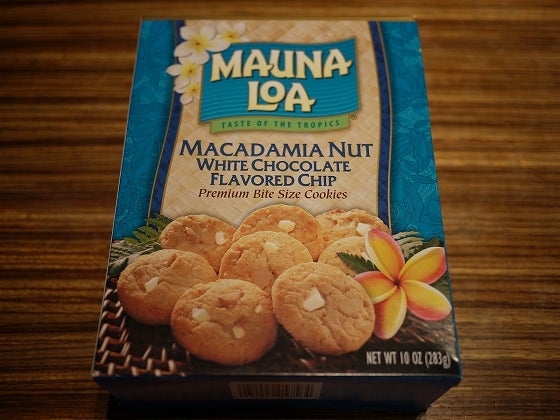 MAUNA
LOA
®
TASTE OF THE TROPICS
MACADAMIA NUT
WHITE CHOCOLATE
FLAVORED CHIP
Premium Bite Size Cookies
NET WT 10 OZ (283g)